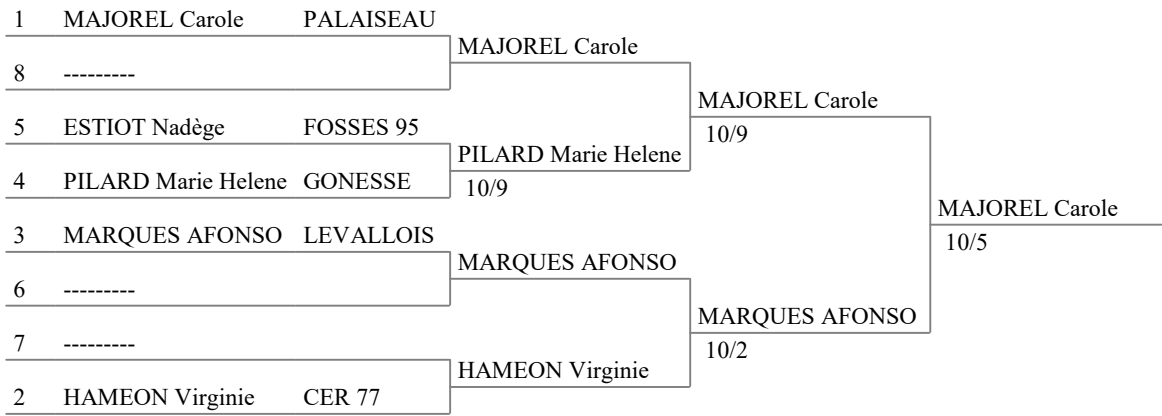 1 MAJOREL Carole PALAISEAU
MAJOREL Carole
8 ---------
MAJOREL Carole
5 ESTIOT Nadège FOSSES 95
10/9
PILARD Marie Helene
4 PILARD Marie Helene GONESSE
10/9
MAJOREL Carole
3 MARQUES AFONSO LEVALLOIS
10/5
MARQUES AFONSO
6 ---------
MARQUES AFONSO
7 ---------
10/2
HAMEON Virginie
2 HAMEON Virginie CER 77